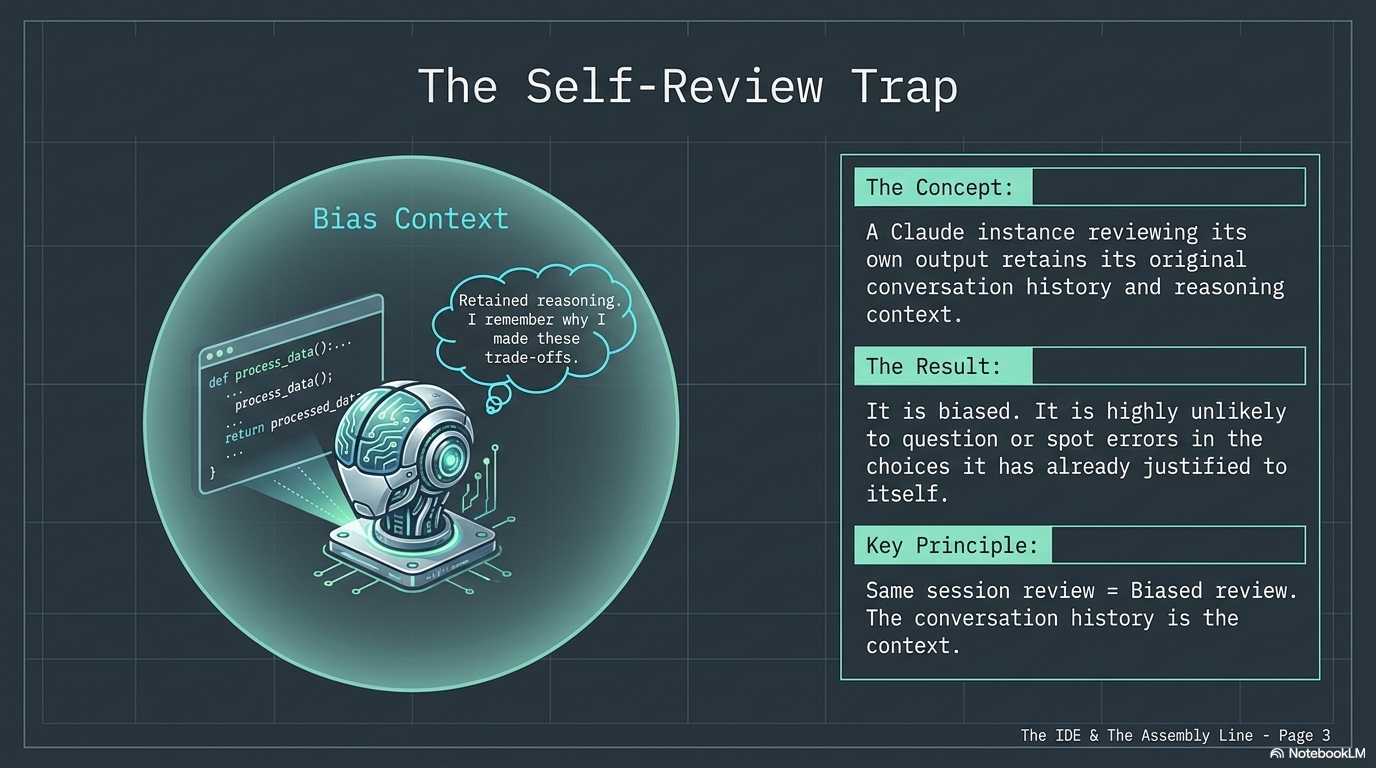 The Self-Review Trap
Bias Context
Retained reasoning.
I remember why I
made these
trade-offs.
def process_data():...
...
process_data();
...
return processed_data
...
}
The Concept:
A Claude instance reviewing its
own output retains its original
conversation history and reasoning
context.
The Result:
It is biased. It is highly unlikely
to question or spot errors in the
choices it has already justified to
itself.
Key Principle:
Same session review = Biased review.
The conversation history is the
context.
The IDE & The Assembly Line - Page 3
NotebookLM